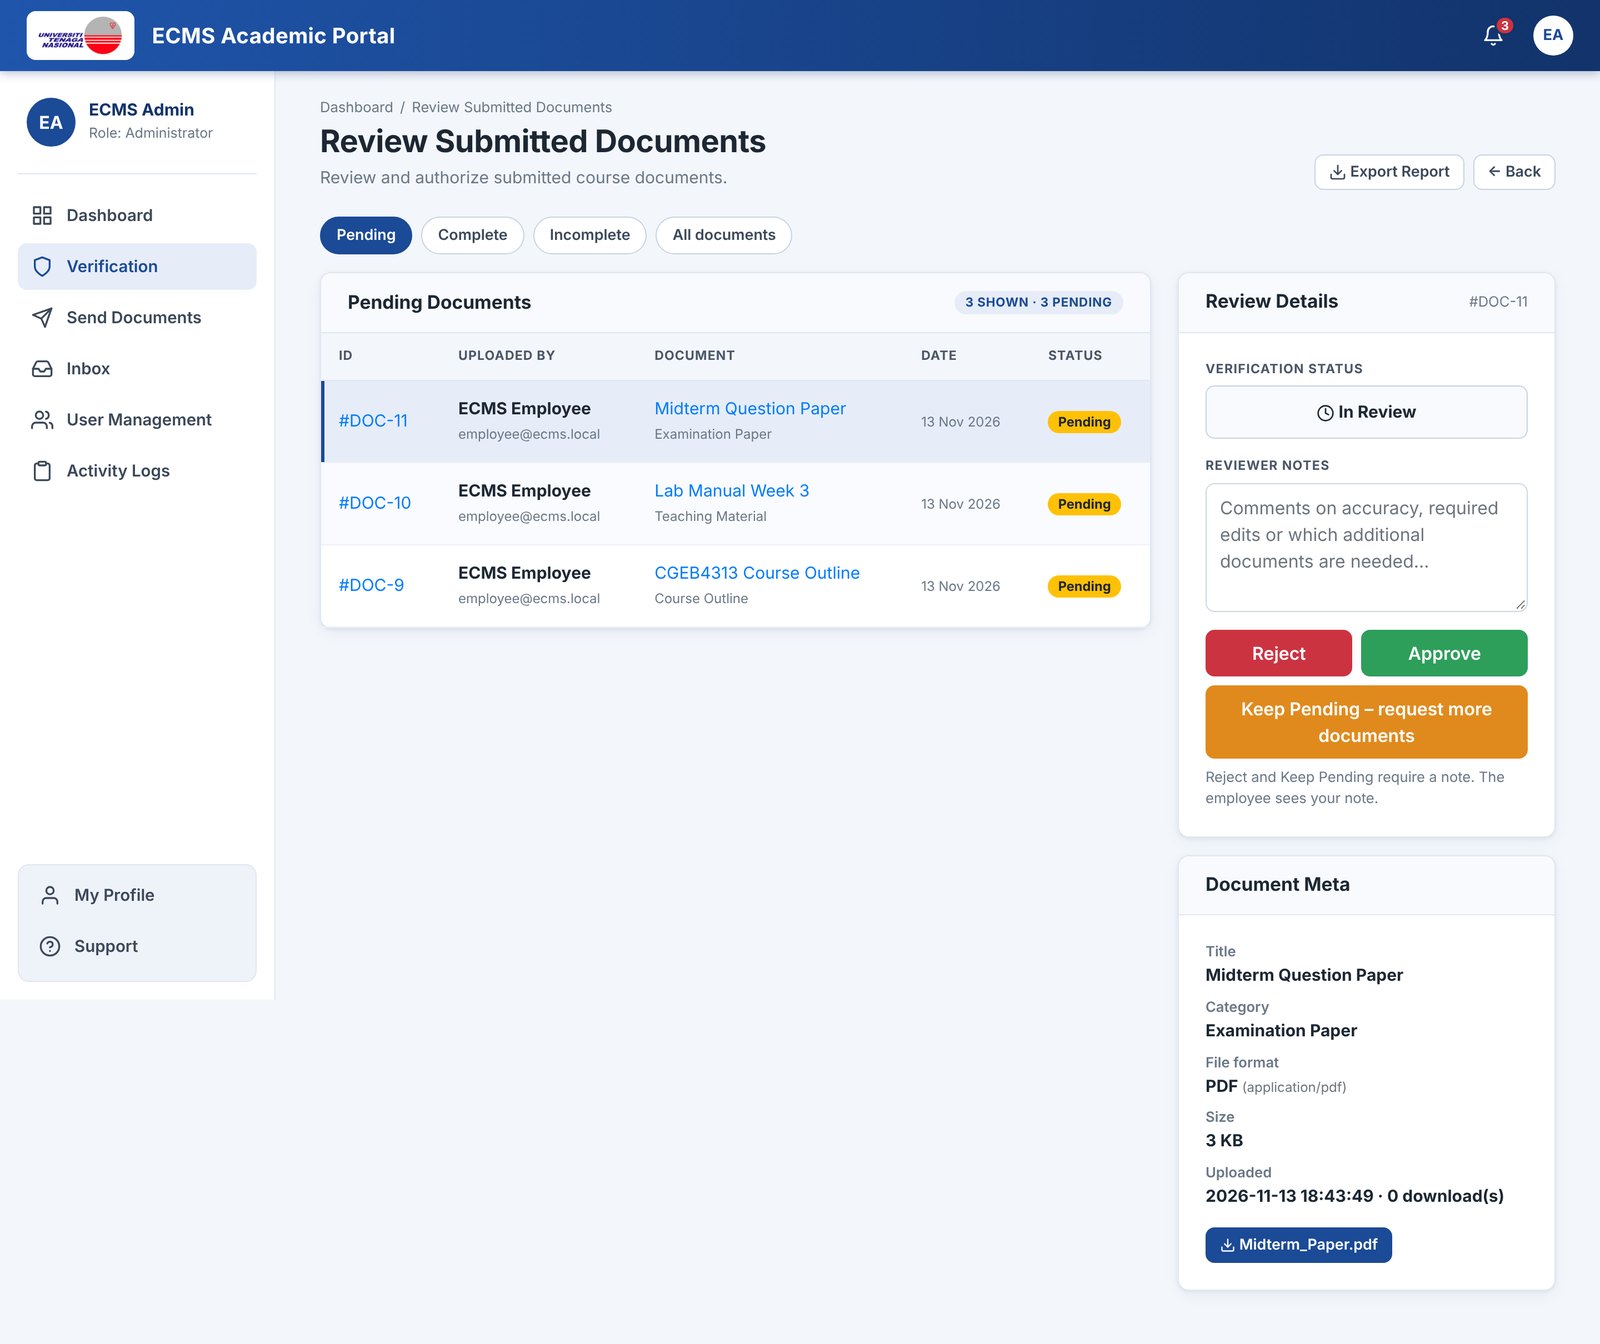 UNIVERSITI
TENAGA
NASIONAL
ECMS Academic Portal
3
EA
EA
ECMS Admin
Role: Administrator
Dashboard
Verification
Send Documents
Inbox
User Management
Activity Logs
My Profile
Support
Dashboard / Review Submitted Documents
Review Submitted Documents
Review and authorize submitted course documents.
Export Report
← Back
Pending
Complete
Incomplete
All documents
Pending Documents
3 SHOWN · 3 PENDING
ID UPLOADED BY DOCUMENT DATE STATUS
#DOC-11 ECMS Employee Midterm Question Paper 13 Nov 2026 Pending
employee@ecms.local Examination Paper
#DOC-10 ECMS Employee Lab Manual Week 3 13 Nov 2026 Pending
employee@ecms.local Teaching Material
#DOC-9 ECMS Employee CGEB4313 Course Outline 13 Nov 2026 Pending
employee@ecms.local Course Outline
Review Details
#DOC-11
VERIFICATION STATUS
In Review
REVIEWER NOTES
Comments on accuracy, required
edits or which additional
documents are needed...
Reject
Approve
Keep Pending – request more
documents
Reject and Keep Pending require a note. The
employee sees your note.
Document Meta
Title
Midterm Question Paper
Category
Examination Paper
File format
PDF (application/pdf)
Size
3 KB
Uploaded
2026-11-13 18:43:49 · 0 download(s)
Midterm_Paper.pdf